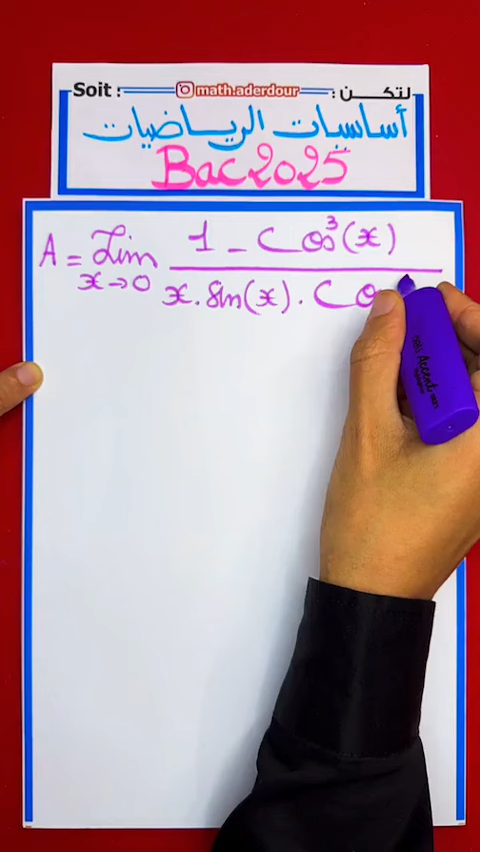 Soit : math.aderdour لتكن :
أساسيات الرياضيات
Bac2025
A = Lim 1 - Cos³(x)
x→0 x.Sin(x).Co